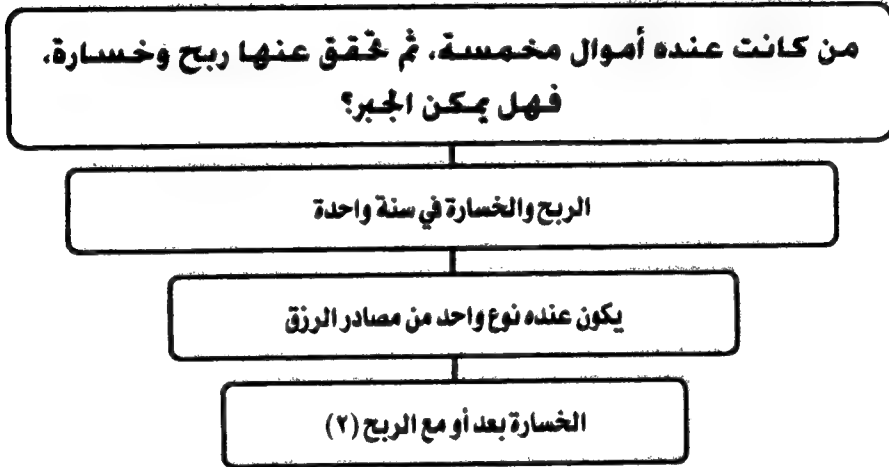 من كانت عنده أموال مخمسة، ثم تحقق عنها ربح وخسارة،
فهل يمكن الجبر؟
الربح والخسارة في سنة واحدة
يكون عنده نوع واحد من مصادر الرزق
الخسارة بعد أو مع الربح (٢)